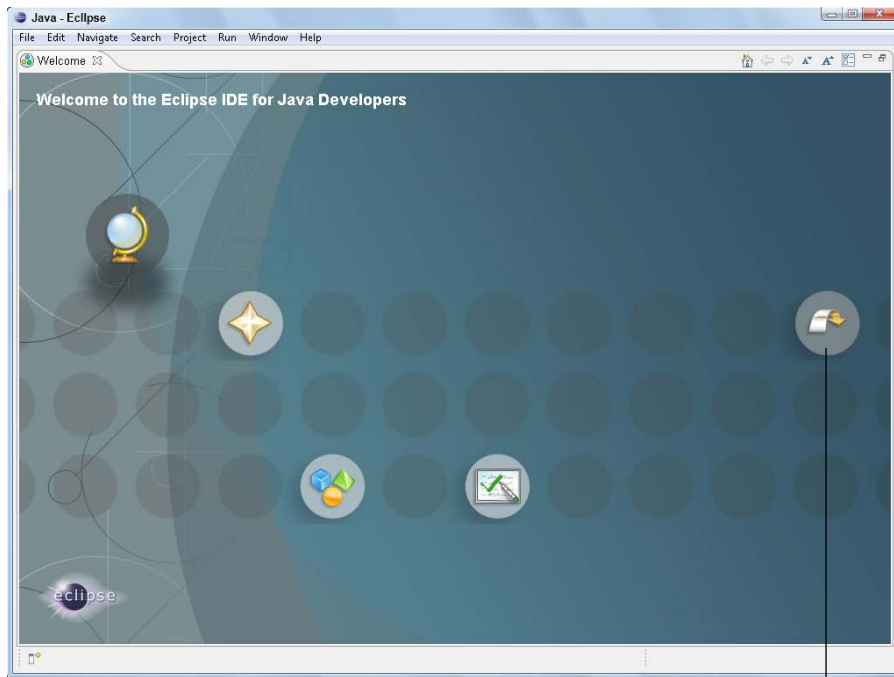 Java - Eclipse
File Edit Navigate Search Project Run Window Help
Welcome
Welcome to the Eclipse IDE for Java Developers
eclipse